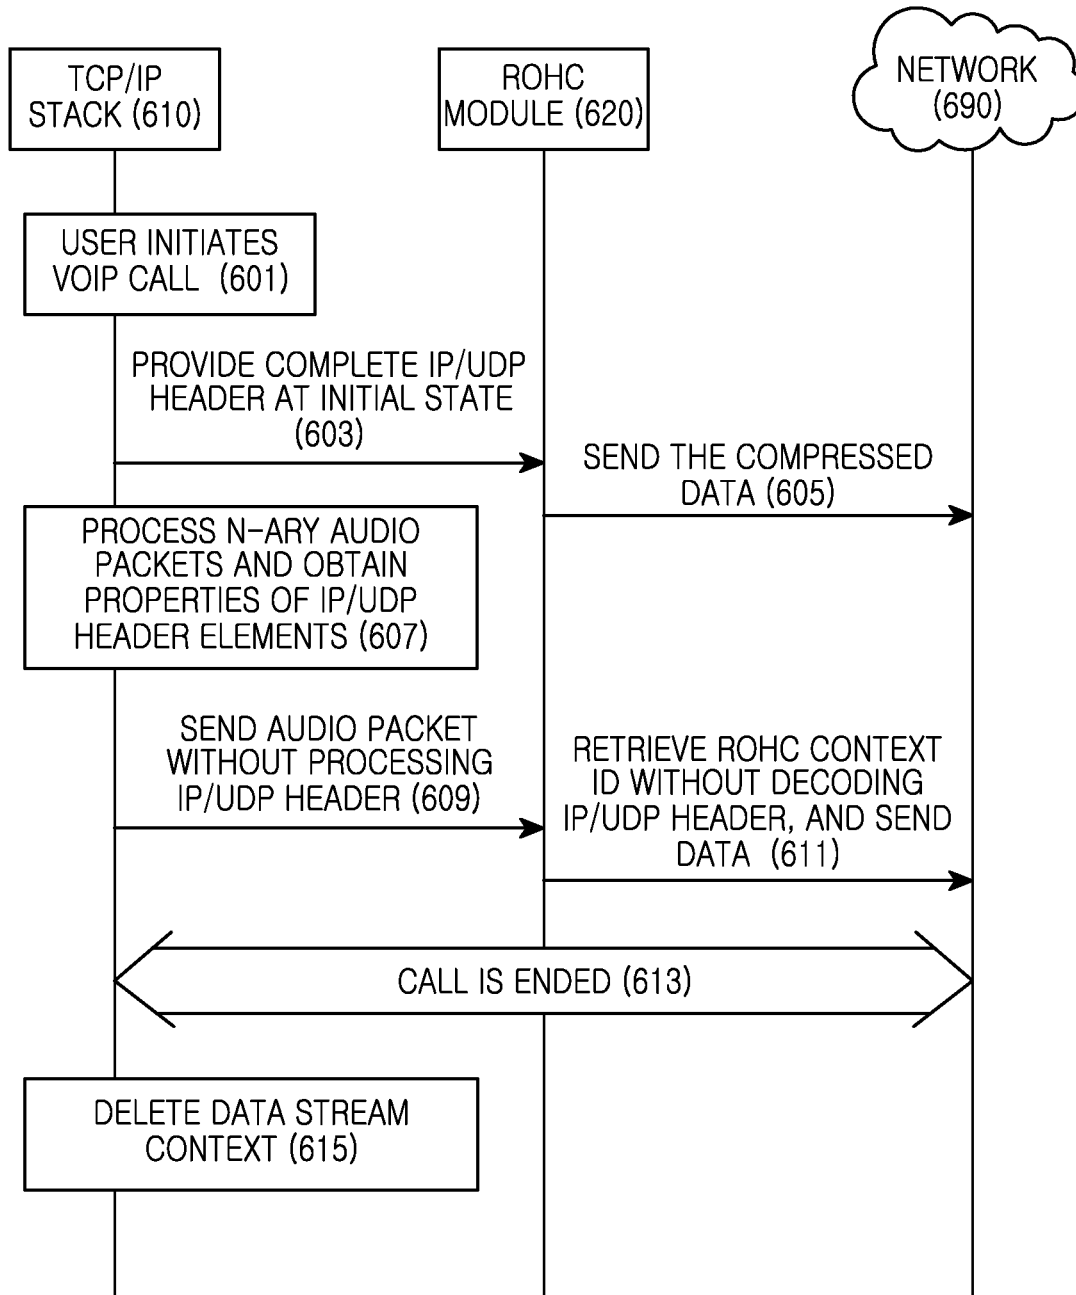 TCP/IP
STACK (610)
ROHC
MODULE (620)
NETWORK
(690)
USER INITIATES
VOIP CALL (601)
PROVIDE COMPLETE IP/UDP
HEADER AT INITIAL STATE
(603)
SEND THE COMPRESSED
DATA (605)
PROCESS N-ARY AUDIO
PACKETS AND OBTAIN
PROPERTIES OF IP/UDP
HEADER ELEMENTS (607)
SEND AUDIO PACKET
WITHOUT PROCESSING
IP/UDP HEADER (609)
RETRIEVE ROHC CONTEXT
ID WITHOUT DECODING
IP/UDP HEADER, AND SEND
DATA (611)
CALL IS ENDED (613)
DELETE DATA STREAM
CONTEXT (615)